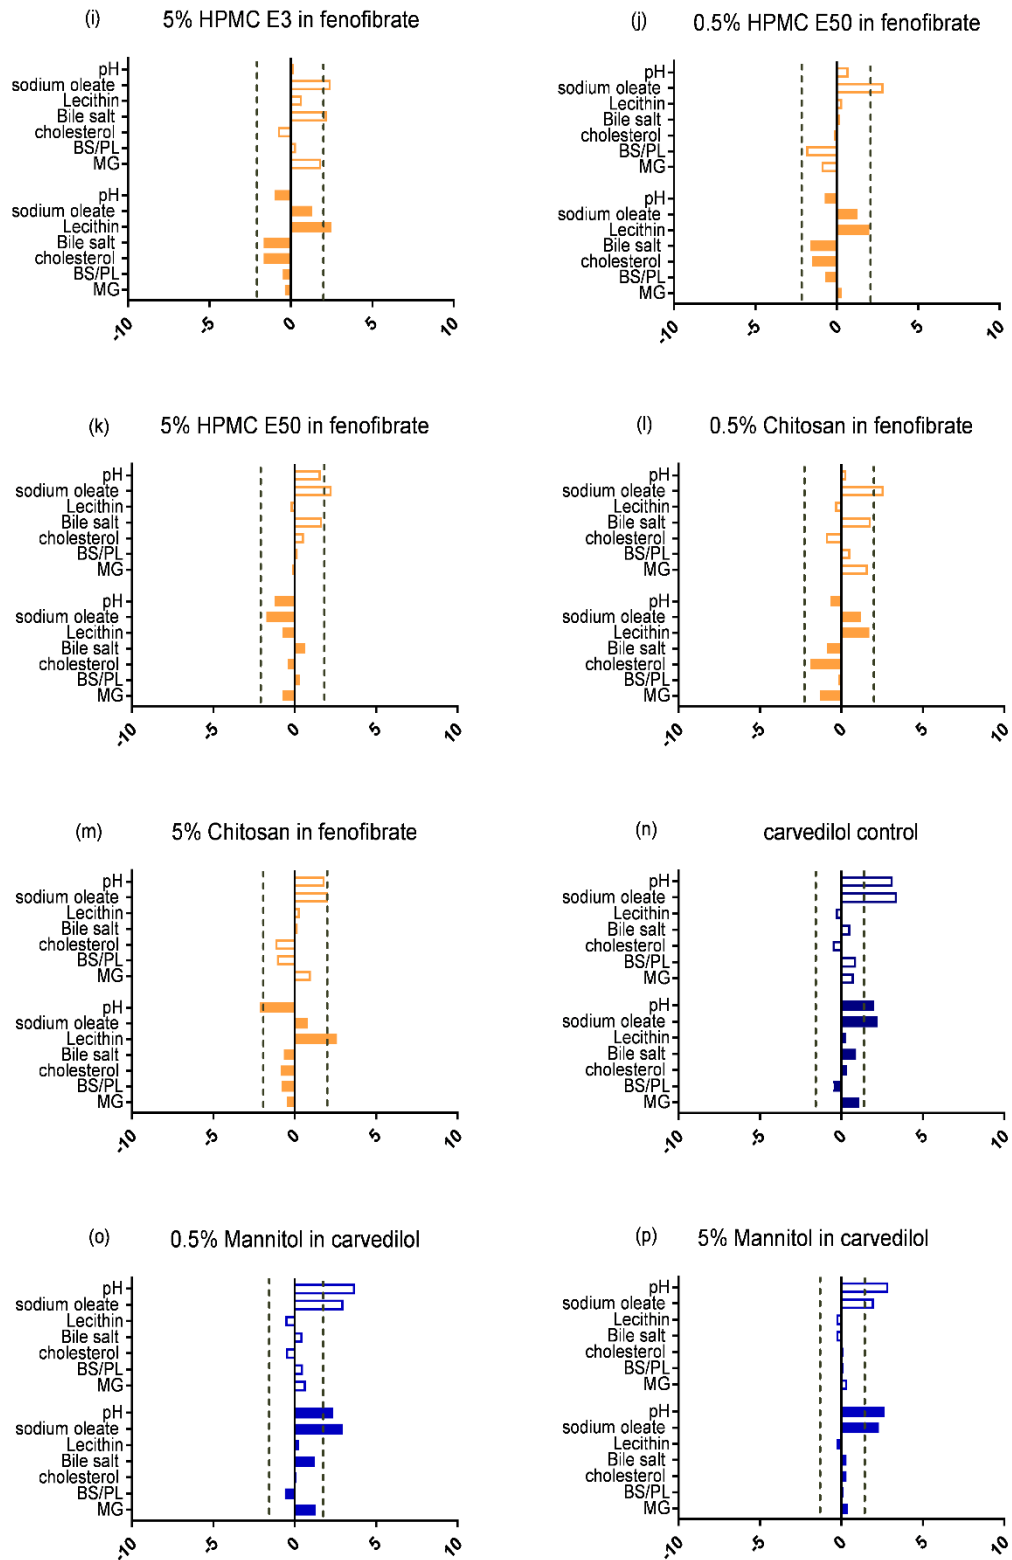 (i) 5% HPMC E3 in fenofibrate
pH
sodium oleate
Lecithin
Bile salt
cholesterol
BS/PL
MG
pH
sodium oleate
Lecithin
Bile salt
cholesterol
BS/PL
MG
-10 -5 0 5 10
(j) 0.5% HPMC E50 in fenofibrate
pH
sodium oleate
Lecithin
Bile salt
cholesterol
BS/PL
MG
pH
sodium oleate
Lecithin
Bile salt
cholesterol
BS/PL
MG
-10 -5 0 5 10
(k) 5% HPMC E50 in fenofibrate
pH
sodium oleate
Lecithin
Bile salt
cholesterol
BS/PL
MG
pH
sodium oleate
Lecithin
Bile salt
cholesterol
BS/PL
MG
-10 -5 0 5 10
(l) 0.5% Chitosan in fenofibrate
pH
sodium oleate
Lecithin
Bile salt
cholesterol
BS/PL
MG
pH
sodium oleate
Lecithin
Bile salt
cholesterol
BS/PL
MG
-10 -5 0 5 10
(m) 5% Chitosan in fenofibrate
pH
sodium oleate
Lecithin
Bile salt
cholesterol
BS/PL
MG
pH
sodium oleate
Lecithin
Bile salt
cholesterol
BS/PL
MG
-10 -5 0 5 10
(n) carvedilol control
pH
sodium oleate
Lecithin
Bile salt
cholesterol
BS/PL
MG
pH
sodium oleate
Lecithin
Bile salt
cholesterol
BS/PL
MG
-10 -5 0 5 10
(o) 0.5% Mannitol in carvedilol
pH
sodium oleate
Lecithin
Bile salt
cholesterol
BS/PL
MG
pH
sodium oleate
Lecithin
Bile salt
cholesterol
BS/PL
MG
-10 -5 0 5 10
(p) 5% Mannitol in carvedilol
pH
sodium oleate
Lecithin
Bile salt
cholesterol
BS/PL
MG
pH
sodium oleate
Lecithin
Bile salt
cholesterol
BS/PL
MG
-10 -5 0 5 10